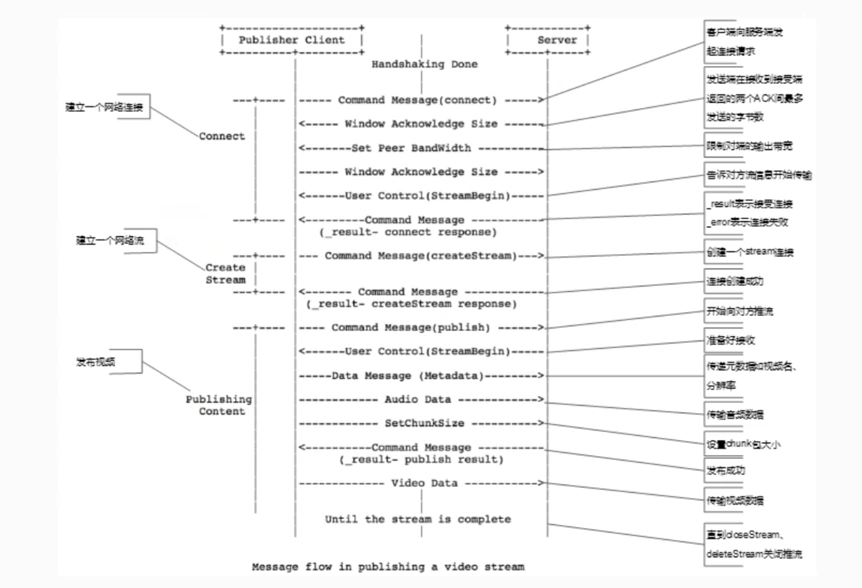 Publisher Client
Server
Handshaking Done
客户端向服务端发
起连接请求
建立一个网络连接
Connect
Command Message(connect)
发送端在接收到接受端
返回的两个ACK间最多
发送的字节数
Window Acknowledge Size
Set Peer BandWidth
限制对端的输出带宽
Window Acknowledge Size
User Control(StreamBegin)
告诉对方流信息开始传输
Command Message
(_result- connect response)
_result表示接受连接
_error表示连接失败
建立一个网络流
Create
Stream
Command Message(createStream)
创建一个stream连接
Command Message
(_result- createStream response)
连接创建成功
发布视频
Publishing
Content
Command Message(publish)
开始向对方推流
User Control(StreamBegin)
准备好接收
Data Message (Metadata)
传递元数据如视频名、
分辨率
Audio Data
传输音频数据
SetChunkSize
设置chunk包大小
Command Message
(_result- publish result)
发布成功
Video Data
传输视频数据
Until the stream is complete
直到closeStream、
deleteStream关闭推流
Message flow in publishing a video stream